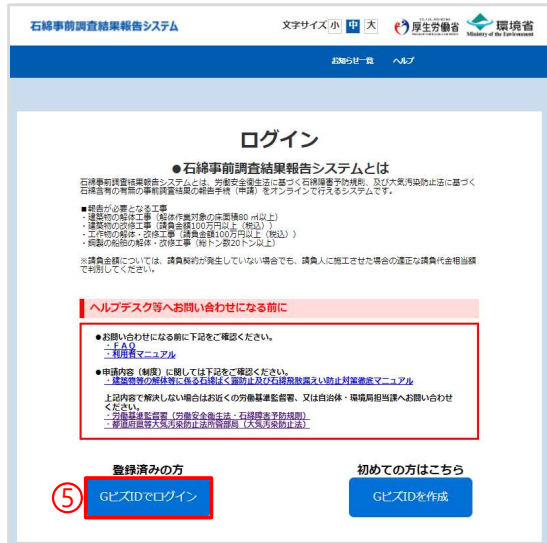 石綿事前調査結果報告システム
文字サイズ 小 中 大
厚生労働省
環境省
Ministry of the Environment
お知らせ一覧 ヘルプ
ログイン
●石綿事前調査結果報告システムとは
石綿事前調査結果報告システムとは、労働安全衛生法に基づく石綿障害予防規則、及び大気汚染防止法に基づく
石綿含有の有無の事前調査結果の報告手続（申請）をオンラインで行えるシステムです。
■報告が必要となる工事
・建築物の解体工事（解体作業対象の床面積80 ㎡以上）
・建築物の改修工事（請負金額100万円以上（税込））
・工作物の解体・改修工事（請負金額100万円以上（税込））
・鋼製の船舶の解体・改修工事（総トン数20トン以上）
※請負金額については、請負契約が発生していない場合でも、請負人に施工させた場合の適正な請負代金相当額
で判別してください。
ヘルプデスク等へお問い合わせになる前に
●お問い合わせになる前に下記をご確認ください。
・ＦＡＱ
・利用者マニュアル
●申請内容（制度）に関しては下記をご確認ください。
・建築物等の解体等に係る石綿ばく露防止及び石綿飛散漏えい防止対策徹底マニュアル
上記内容で解決しない場合はお近くの労働基準監督署、又は自治体・環境局担当課へお問い合わせ
ください。
・労働基準監督署（労働安全衛生法・石綿障害予防規則）
・都道府県等大気汚染防止法所管部局（大気汚染防止法）
登録済みの方 初めての方はこちら
⑤ GビズIDでログイン GビズIDを作成